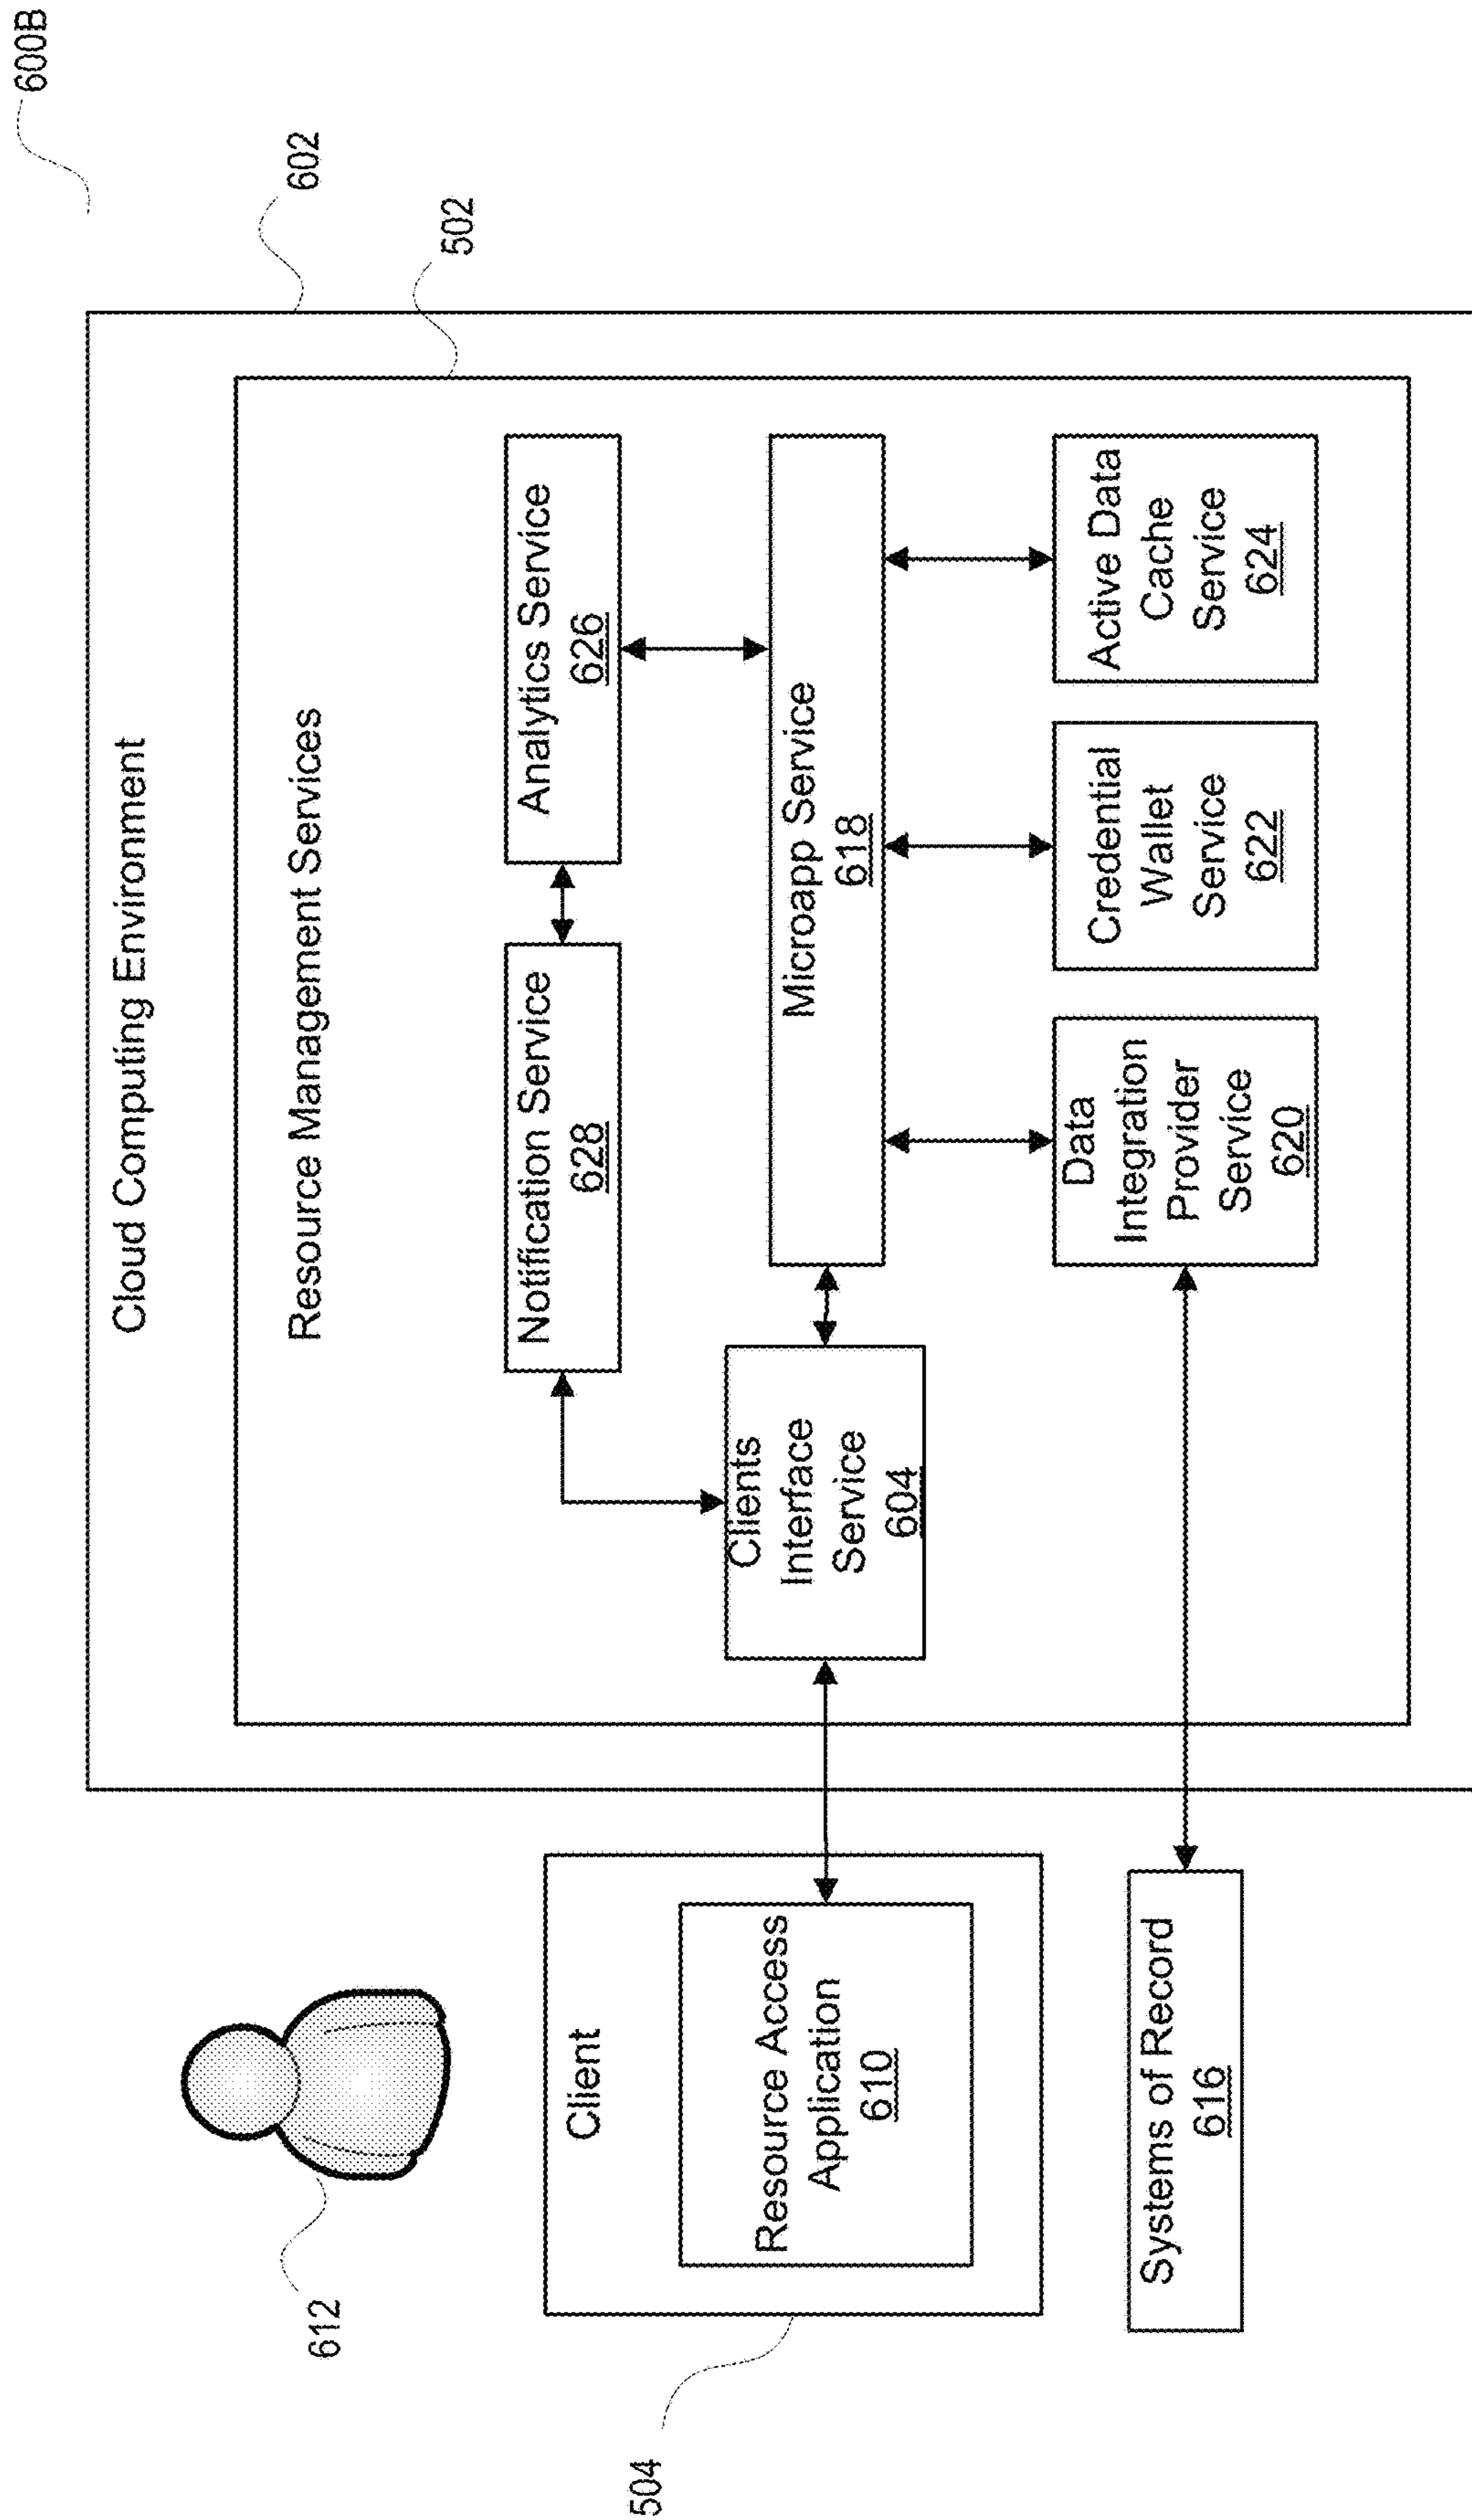 600B
602
502
Cloud Computing Environment
Resource Management Services
Notification Service
628
Analytics Service
626
Clients
Interface
Service
604
Microapp Service
618
Data
Integration
Provider
Service
620
Credential
Wallet
Service
622
Active Data
Cache
Service
624
612
Client
Resource Access
Application
610
504
Systems of Record
616